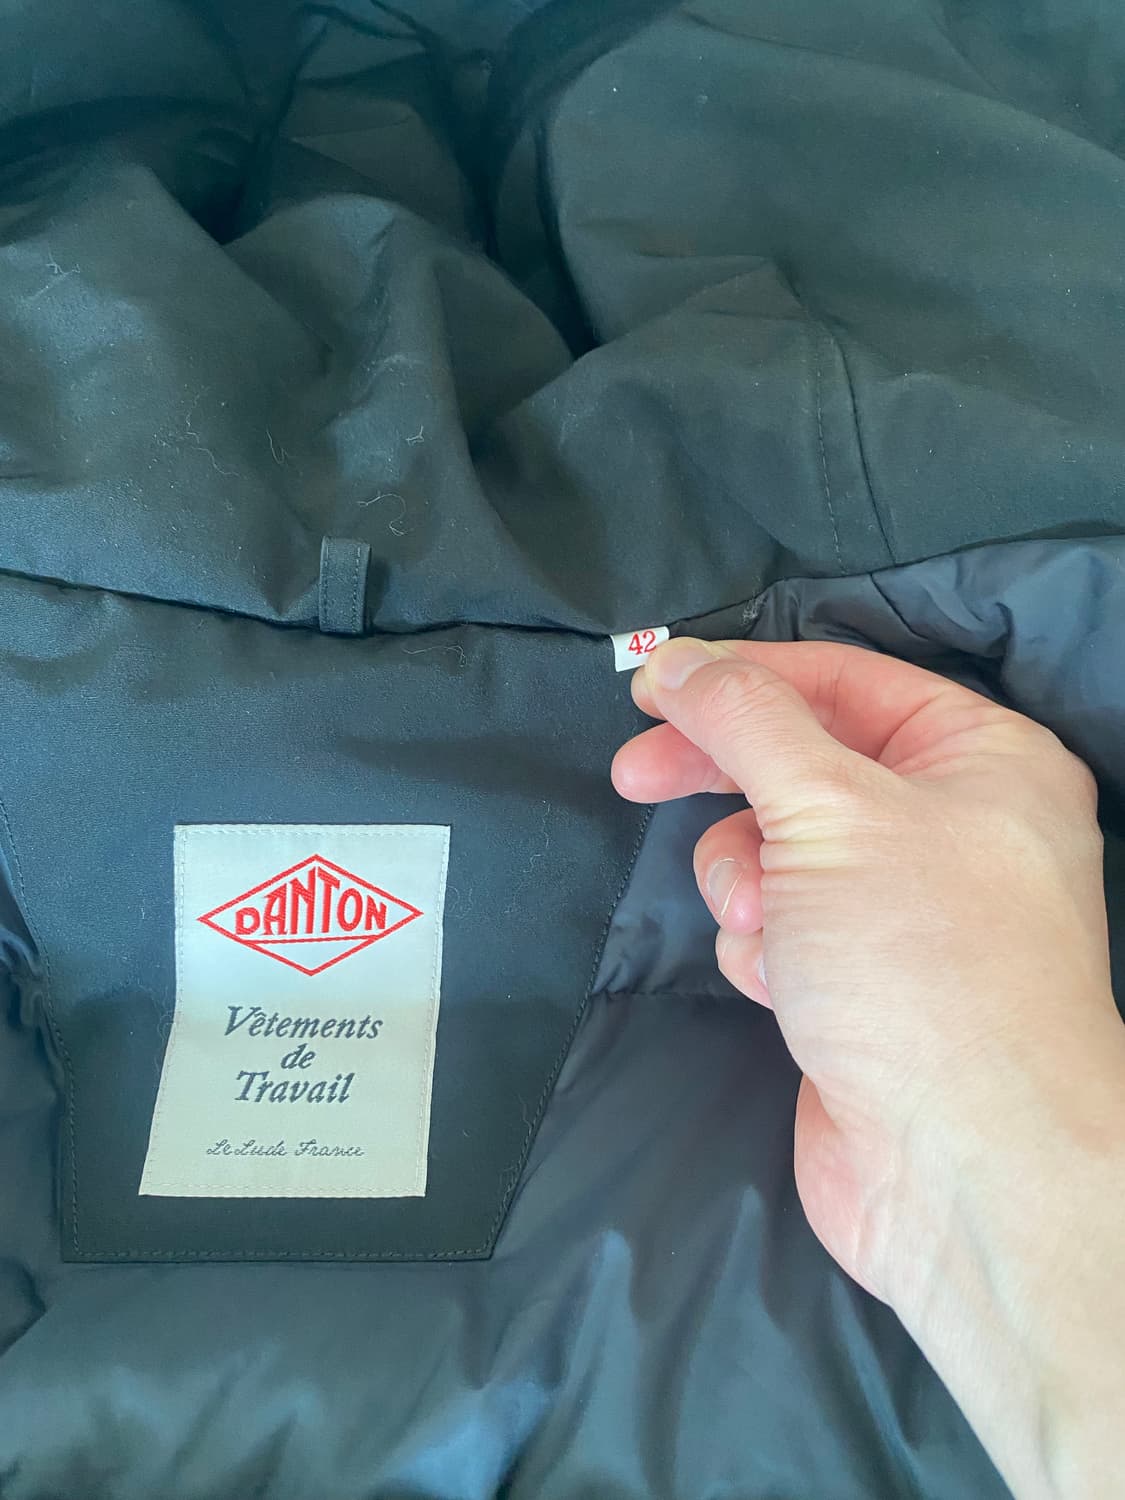 42
DANTON
Vêtements
de
Travail
Le Lude France